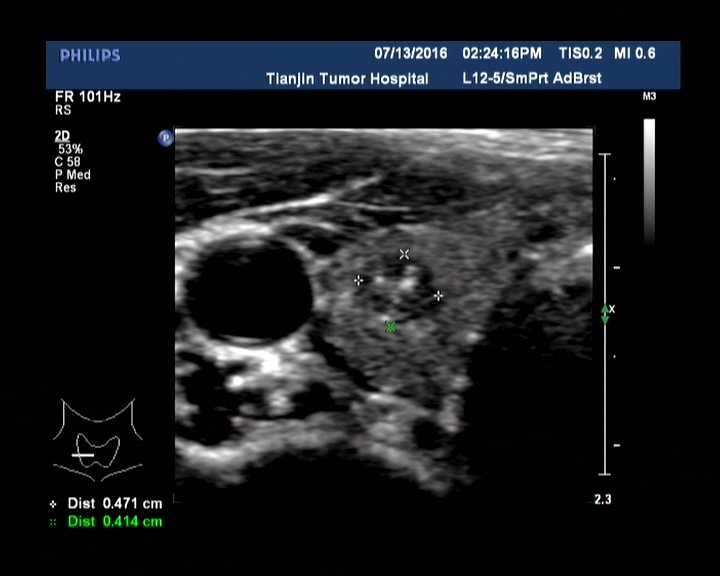 PHILIPS
07/13/2016 02:24:16PM TIS0.2 MI 0.6
Tianjin Tumor Hospital L12-5/SmPrt AdBrst
FR 101Hz
RS
M3
2D
53%
C 58
P Med
Res
P
X
2.3
Dist 0.471 cm
Dist 0.414 cm